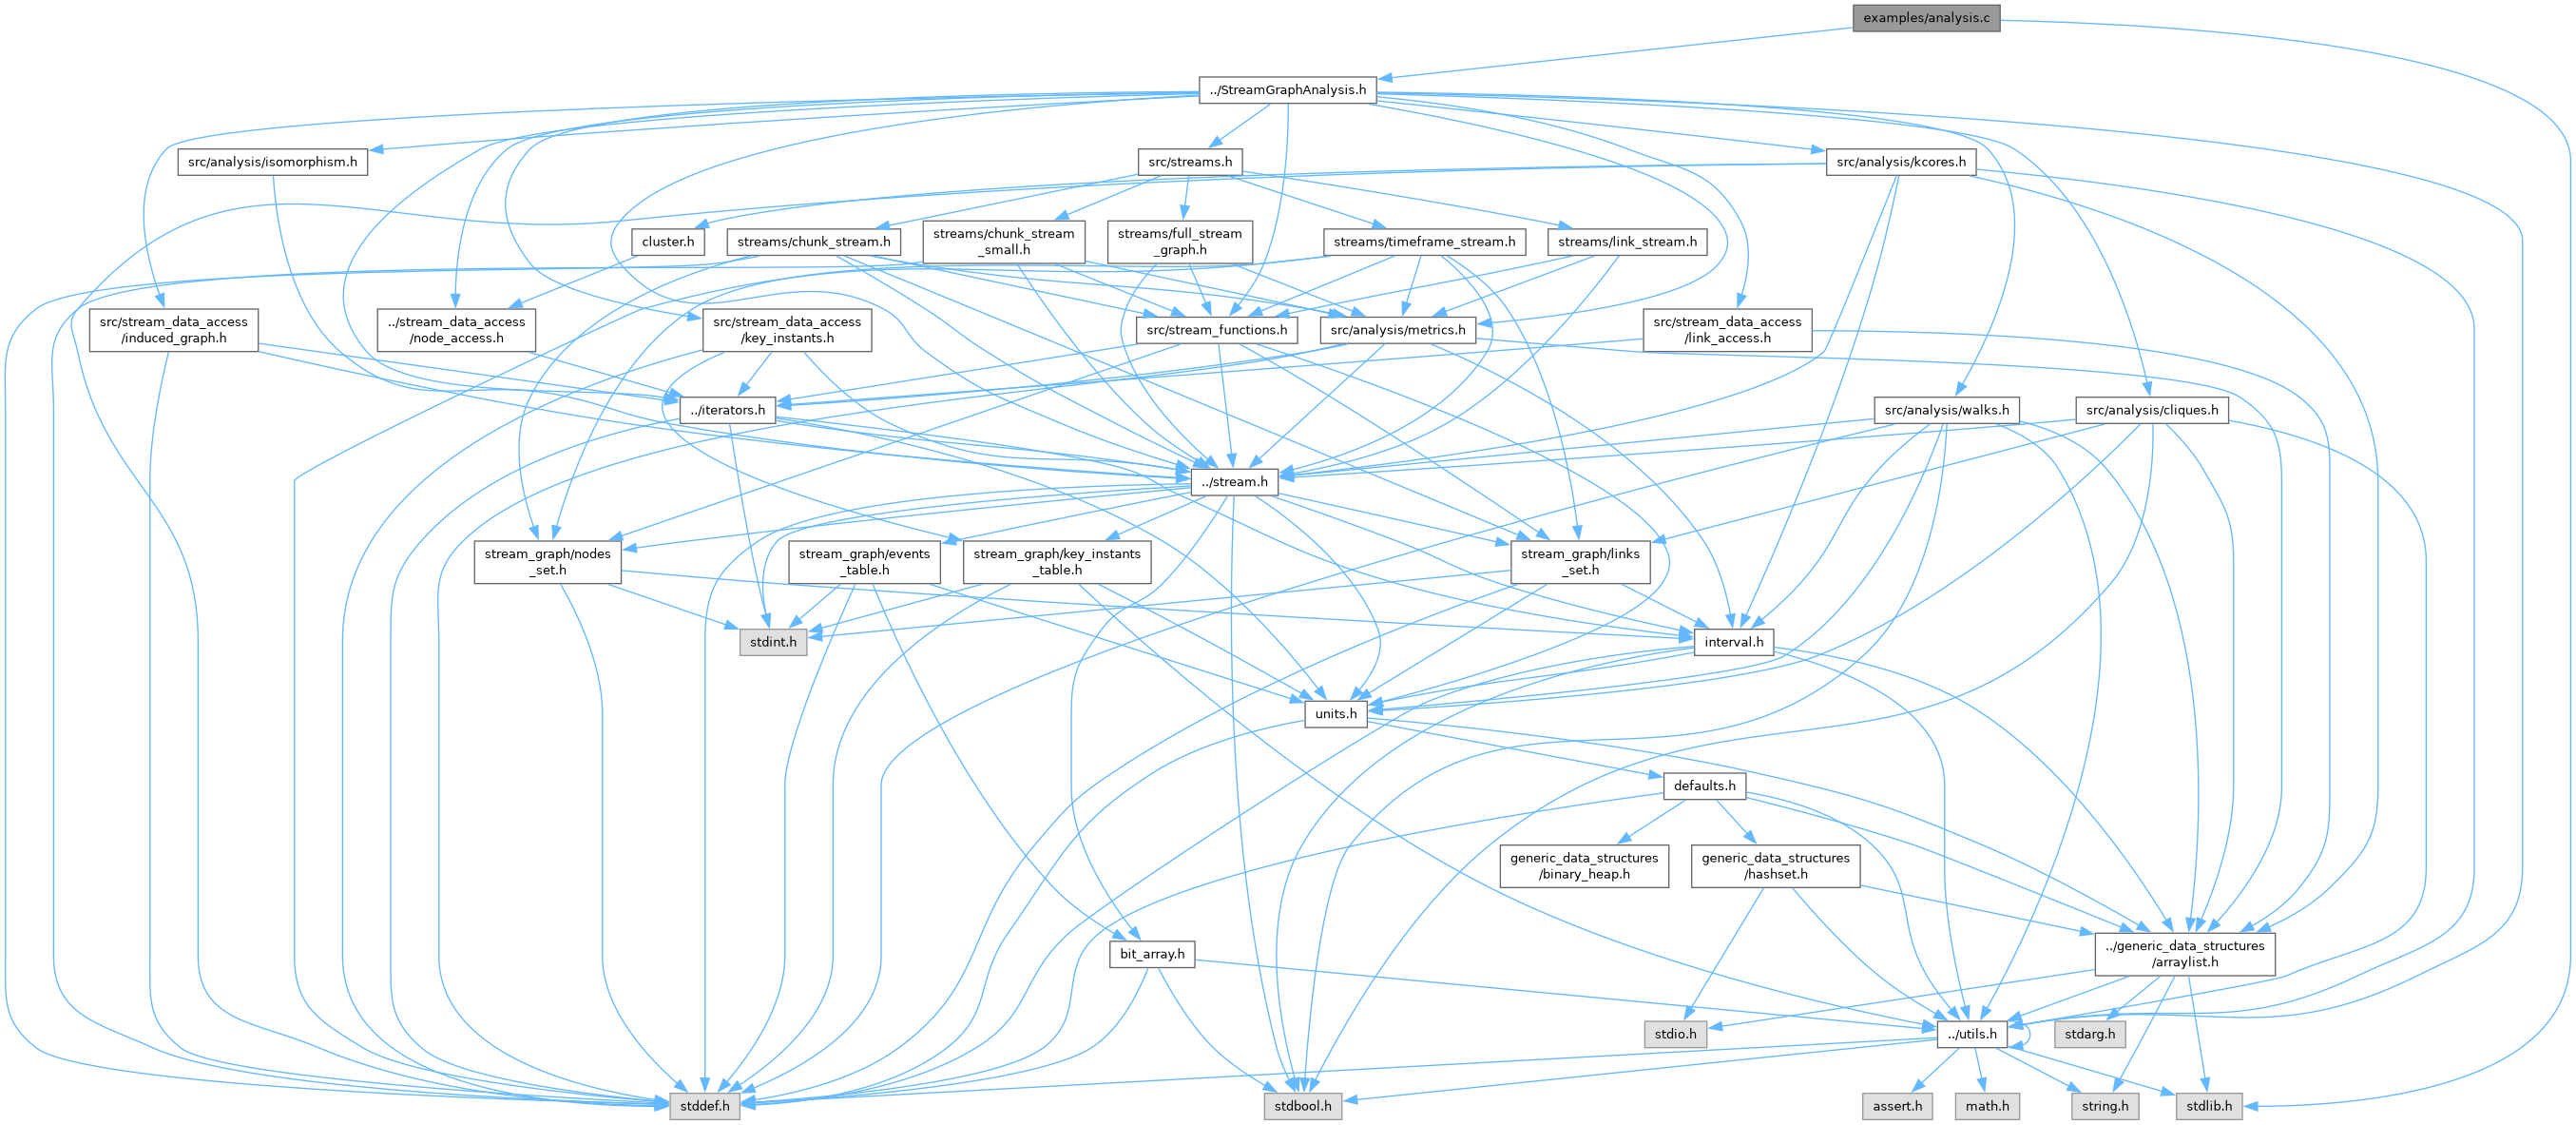 examples/analysis.c
../StreamGraphAnalysis.h
src/analysis/isomorphism.h
src/streams.h
src/analysis/kcores.h
cluster.h
streams/chunk_stream.h
streams/chunk_stream
_small.h
streams/full_stream
_graph.h
streams/timeframe_stream.h
streams/link_stream.h
src/stream_data_access
/induced_graph.h
../stream_data_access
/node_access.h
src/stream_data_access
/key_instants.h
src/stream_functions.h
src/analysis/metrics.h
src/stream_data_access
/link_access.h
../iterators.h
src/analysis/walks.h
src/analysis/cliques.h
../stream.h
stream_graph/nodes
_set.h
stream_graph/events
_table.h
stream_graph/key_instants
_table.h
stream_graph/links
_set.h
stdint.h
interval.h
units.h
defaults.h
generic_data_structures
/binary_heap.h
generic_data_structures
/hashset.h
bit_array.h
../generic_data_structures
/arraylist.h
stdio.h
../utils.h
stdarg.h
stddef.h
stdbool.h
assert.h
math.h
string.h
stdlib.h